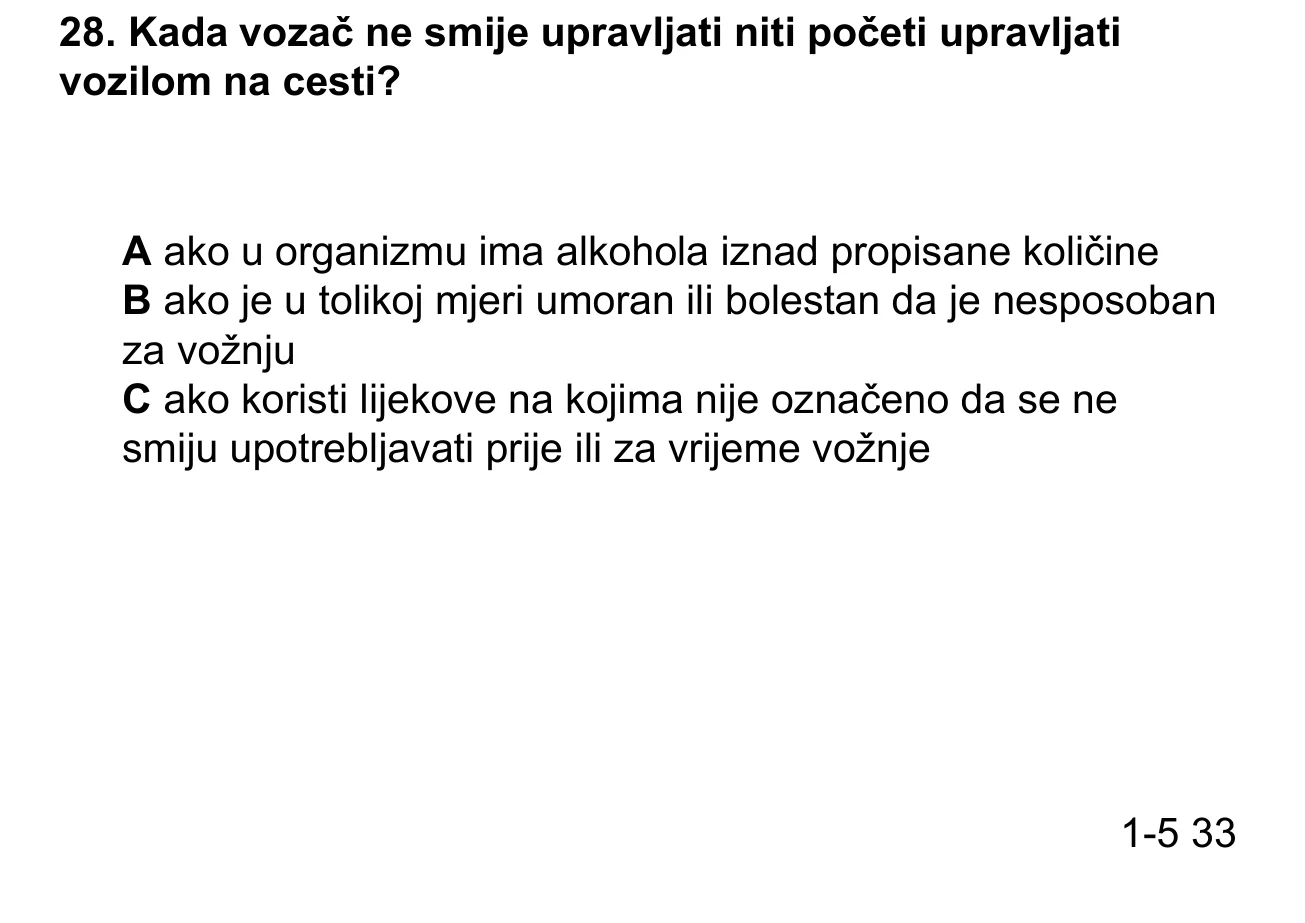 28. Kada vozač ne smije upravljati niti početi upravljati
vozilom na cesti?
A ako u organizmu ima alkohola iznad propisane količine
B ako je u tolikoj mjeri umoran ili bolestan da je nesposoban
za vožnju
C ako koristi lijekove na kojima nije označeno da se ne
smiju upotrebljavati prije ili za vrijeme vožnje
1-5 33